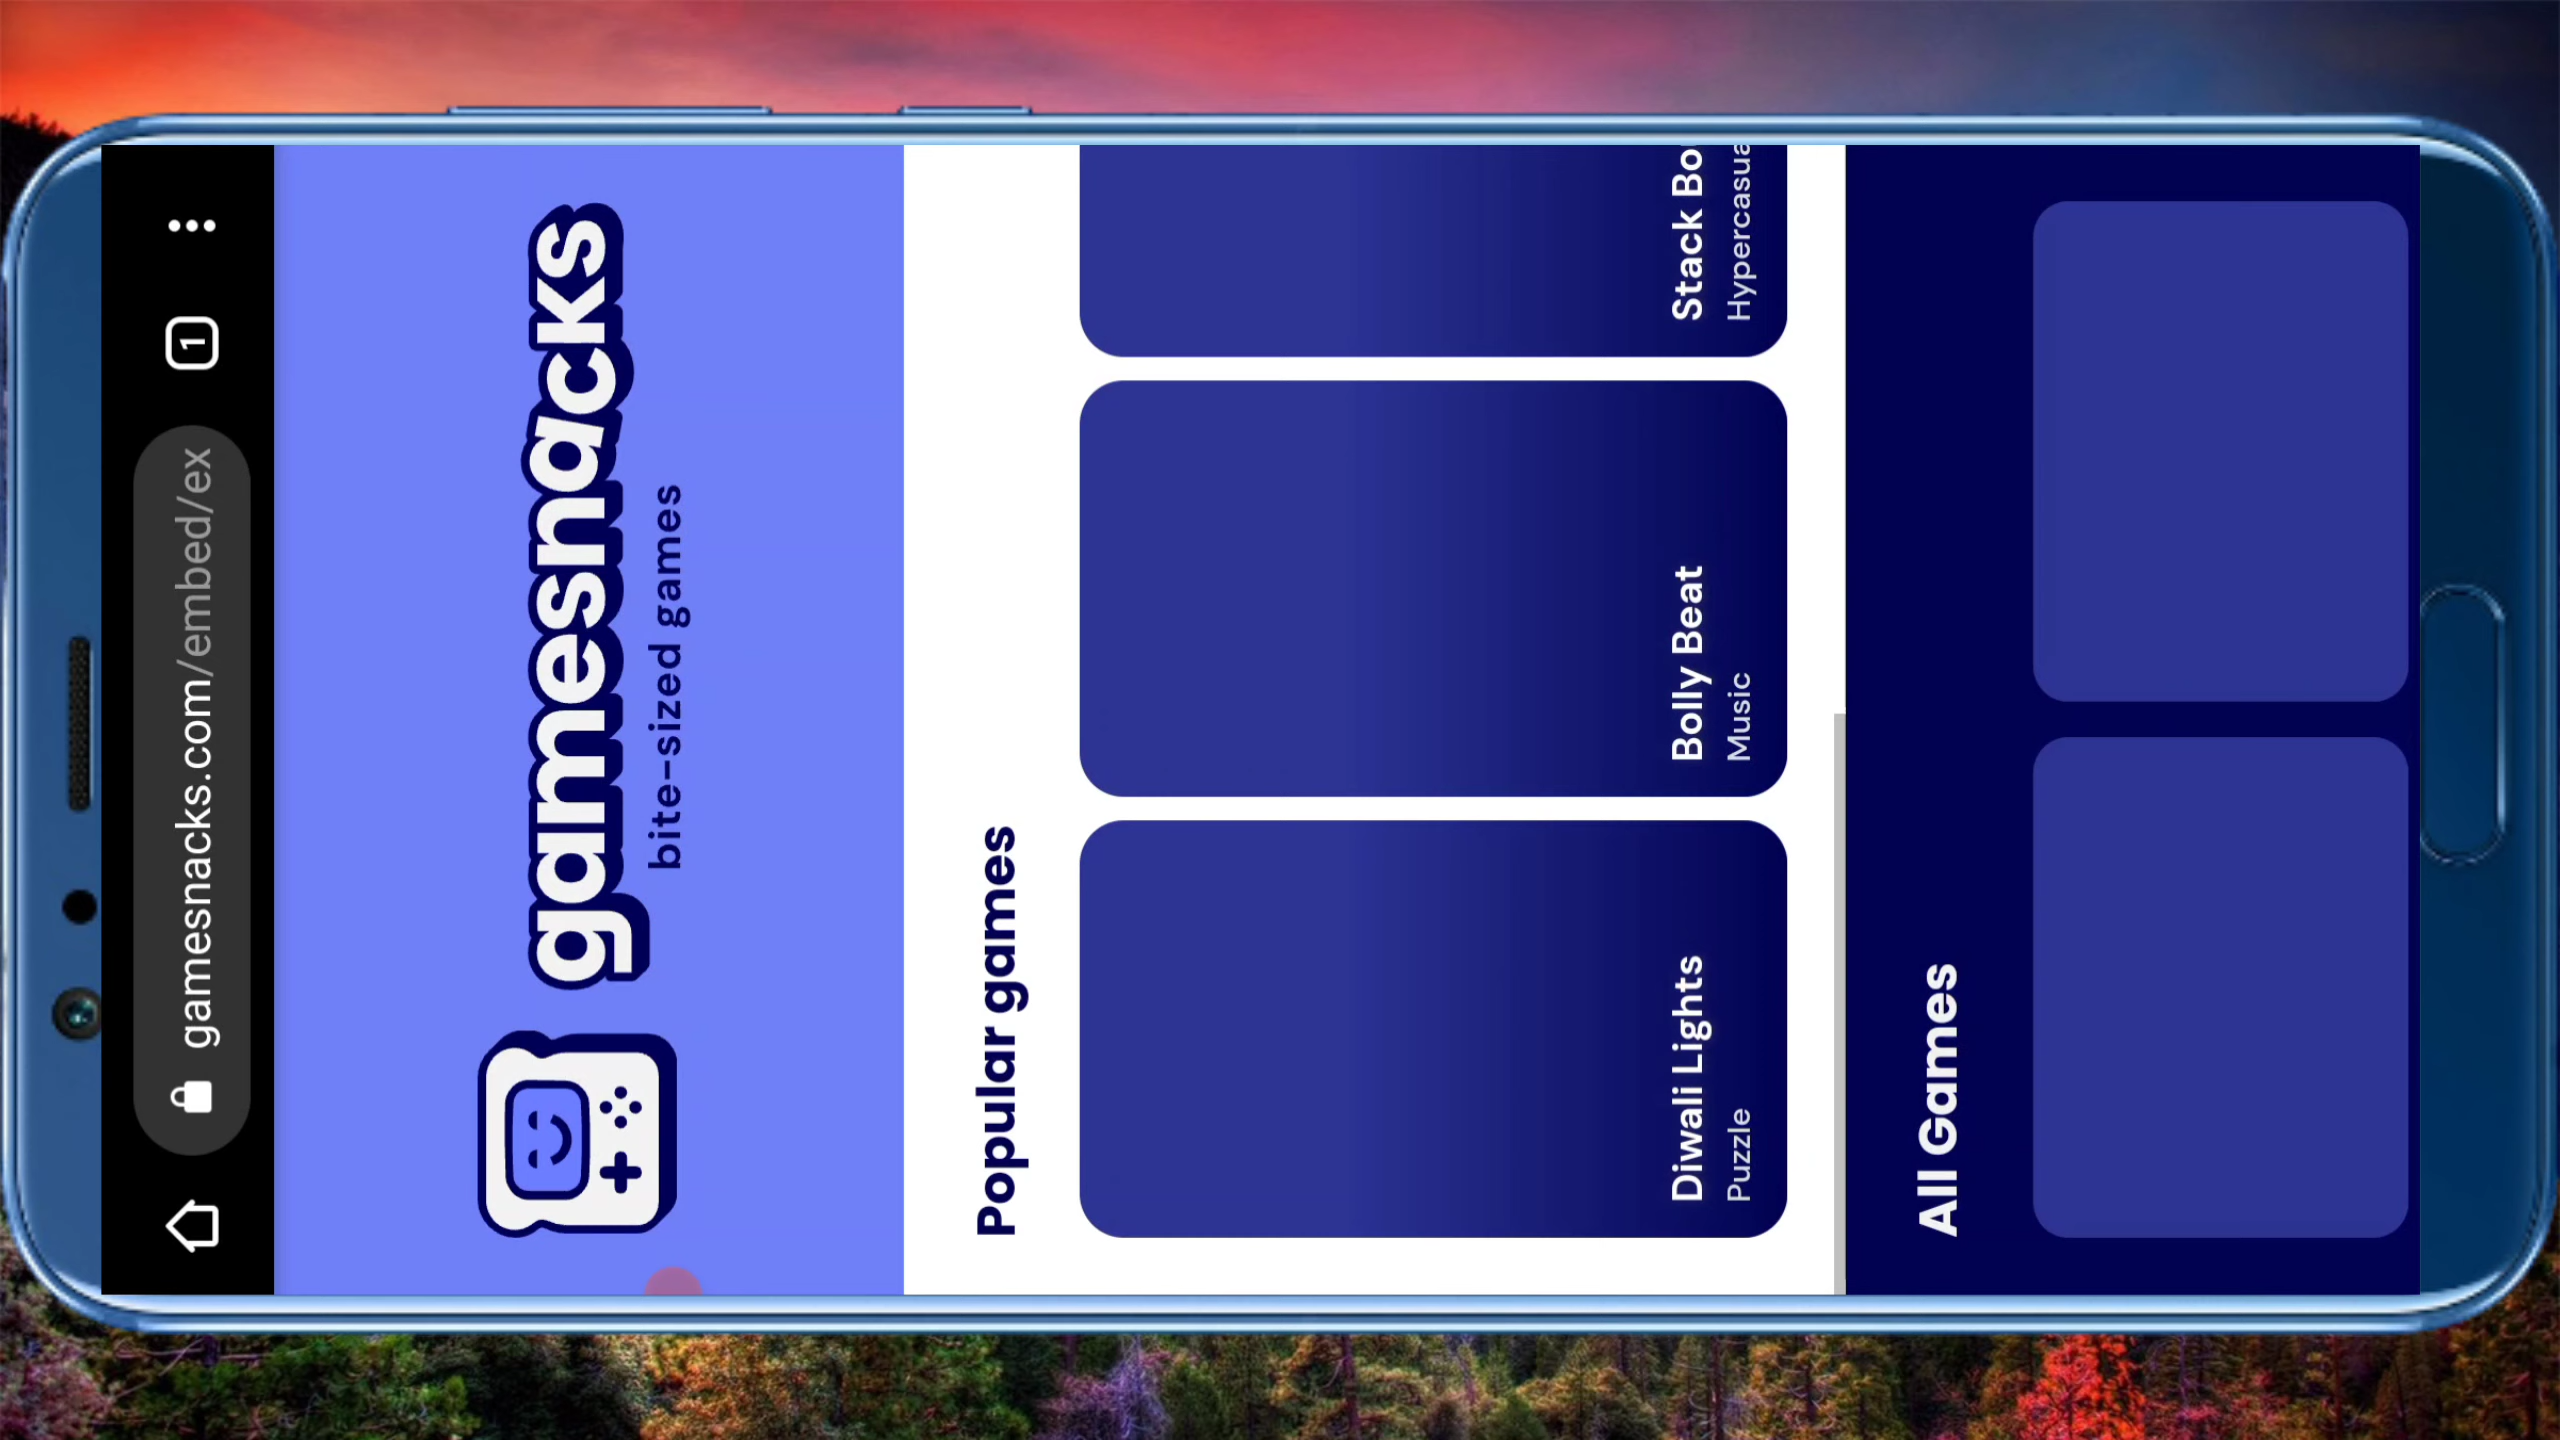 1
gamesnacks.com/embed/ex
gamesnacks
bite-sized games
Popular games
Diwali Lights
Puzzle
Bolly Beat
Music
Stack Bo
Hypercasua
All Games